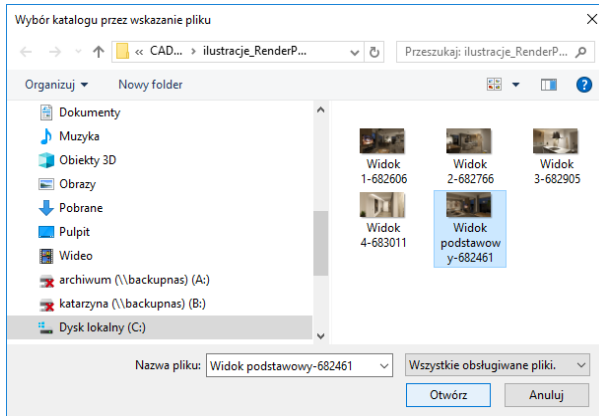 Wybór katalogu przez wskazanie pliku
« CAD... › ilustracje_RenderP...
Przeszukaj: ilustracje_RenderP...
Organizuj
Nowy folder
Dokumenty
Muzyka
Obiekty 3D
Obrazy
Pobrane
Pulpit
Wideo
archiwum (\\backupnas) (A:)
katarzyna (\\backupnas) (B:)
Dysk lokalny (C:)
Widok
1-682606
Widok
2-682766
Widok
3-682905
Widok
4-683011
Widok
podstawow
y-682461
Nazwa pliku: Widok podstawowy-682461
Wszystkie obsługiwane pliki.
Otwórz
Anuluj